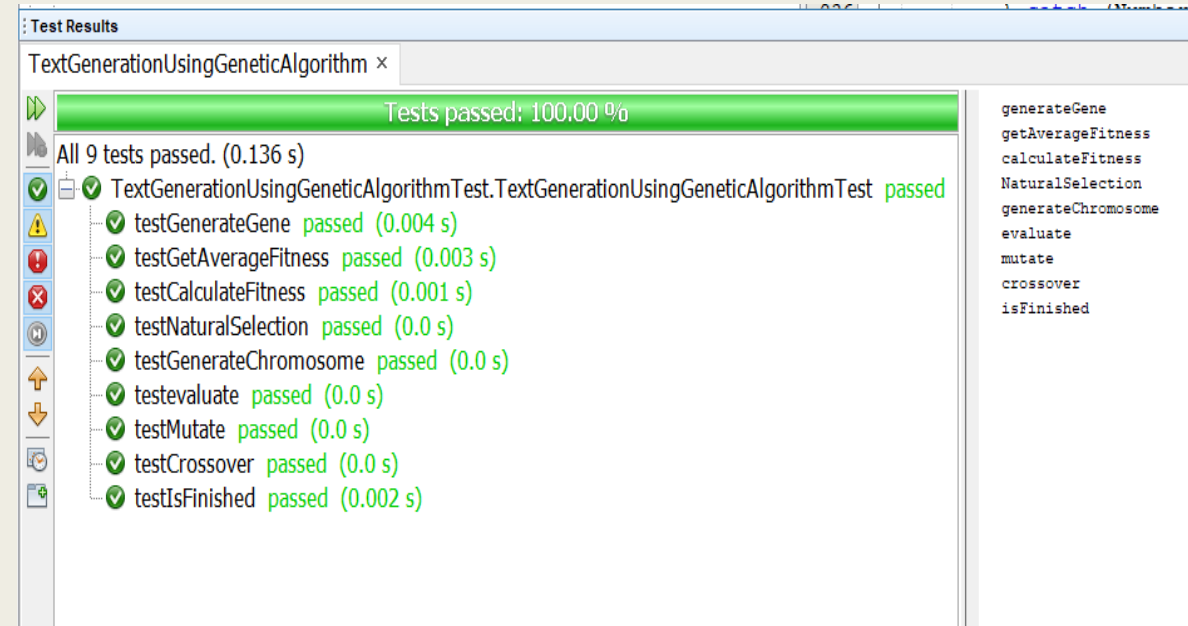 Test Results
TextGenerationUsingGeneticAlgorithm ×
Tests passed: 100.00 %
All 9 tests passed. (0.136 s)
TextGenerationUsingGeneticAlgorithmTest.TextGenerationUsingGeneticAlgorithmTest passed
testGenerateGene passed (0.004 s)
testGetAverageFitness passed (0.003 s)
testCalculateFitness passed (0.001 s)
testNaturalSelection passed (0.0 s)
testGenerateChromosome passed (0.0 s)
testevaluate passed (0.0 s)
testMutate passed (0.0 s)
testCrossover passed (0.0 s)
testIsFinished passed (0.002 s)
generateGene
getAverageFitness
calculateFitness
NaturalSelection
generateChromosome
evaluate
mutate
crossover
isFinished